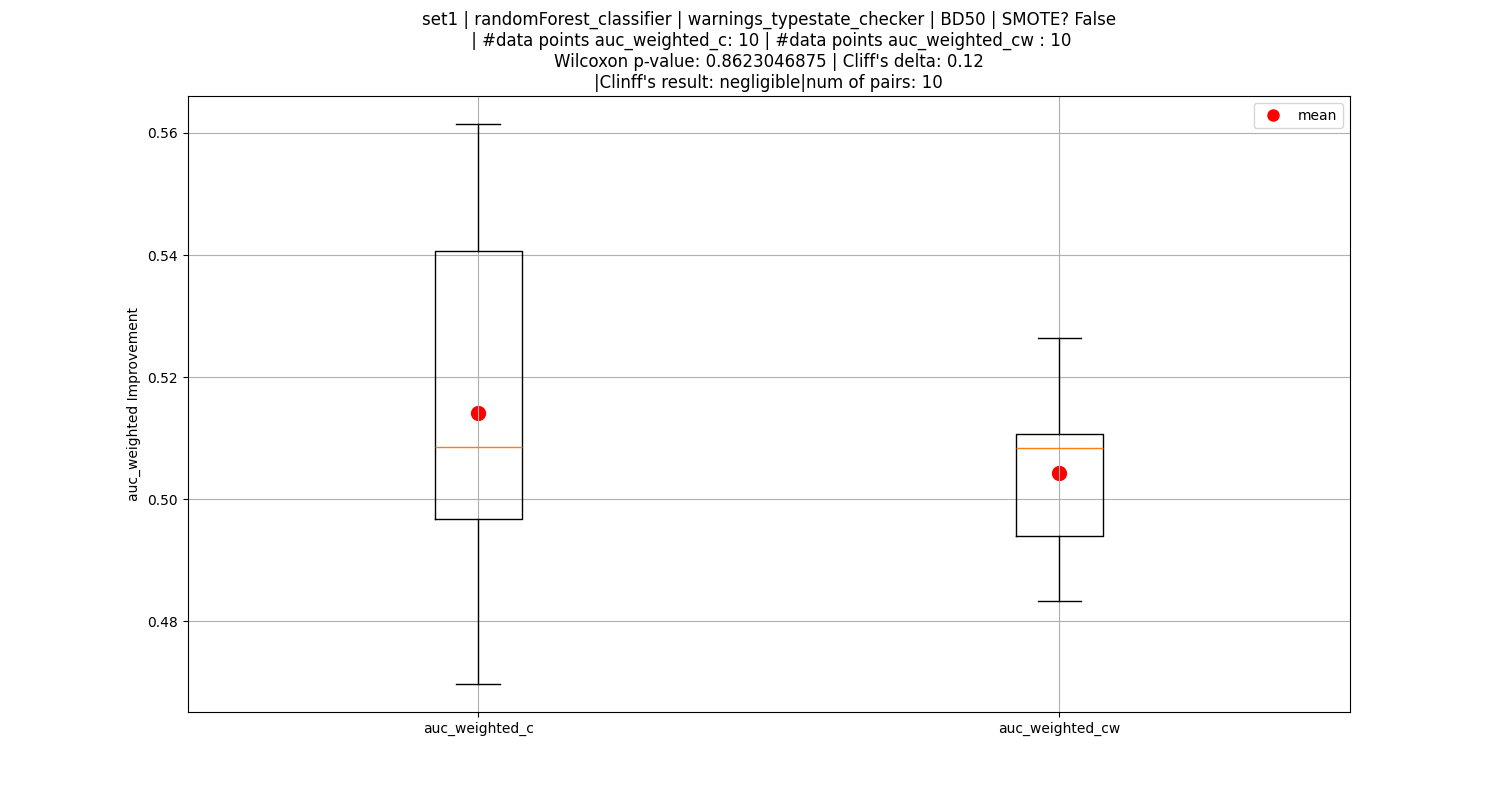 set1 | randomForest_classifier | warnings_typestate_checker | BD50 | SMOTE? False
| #data points auc_weighted_c: 10 | #data points auc_weighted_cw : 10
Wilcoxon p-value: 0.8623046875 | Cliff's delta: 0.12
|Clinff's result: negligible|num of pairs: 10
mean
0.56
0.54
0.52
0.50
0.48
auc_weighted Improvement
auc_weighted_c
auc_weighted_cw